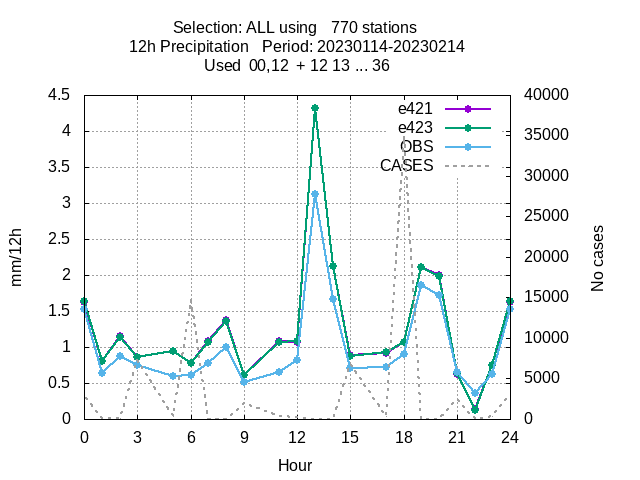 Selection: ALL using   770 stations
12h Precipitation   Period: 20230114-20230214
Used  00,12  + 12 13 ... 36
4.5
4
3.5
3
2.5
2
1.5
1
0.5
0
mm/12h
40000
35000
30000
25000
20000
15000
10000
5000
0
No cases
e421
e423
OBS
CASES
0 3 6 9 12 15 18 21 24
Hour